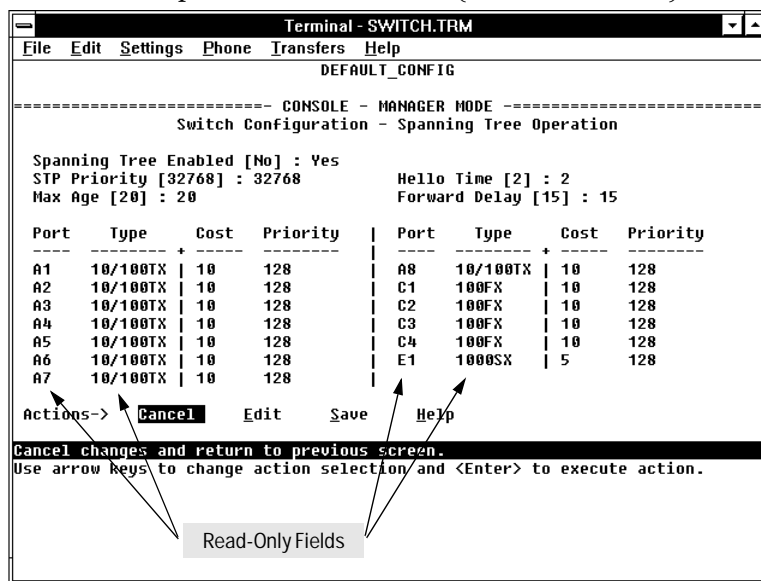 Terminal - SWITCH.TRM
File Edit Settings Phone Transfers Help
DEFAULT_CONFIG
==========================- CONSOLE - MANAGER MODE -==========================
Switch Configuration - Spanning Tree Operation
Spanning Tree Enabled [No] : Yes
STP Priority [32768] : 32768 Hello Time [2] : 2
Max Age [20] : 20 Forward Delay [15] : 15
Port Type Cost Priority | Port Type Cost Priority
---- -------- + ----- -------- | ---- -------- + ----- --------
A1 10/100TX | 10 128 | A8 10/100TX | 10 128
A2 10/100TX | 10 128 | C1 100FX | 10 128
A3 10/100TX | 10 128 | C2 100FX | 10 128
A4 10/100TX | 10 128 | C3 100FX | 10 128
A5 10/100TX | 10 128 | C4 100FX | 10 128
A6 10/100TX | 10 128 | E1 1000SX | 5 128
A7 10/100TX | 10 128 |
Actions-> Cancel Edit Save Help
Cancel changes and return to previous screen.
Use arrow keys to change action selection and <Enter> to execute action.
Read-Only Fields